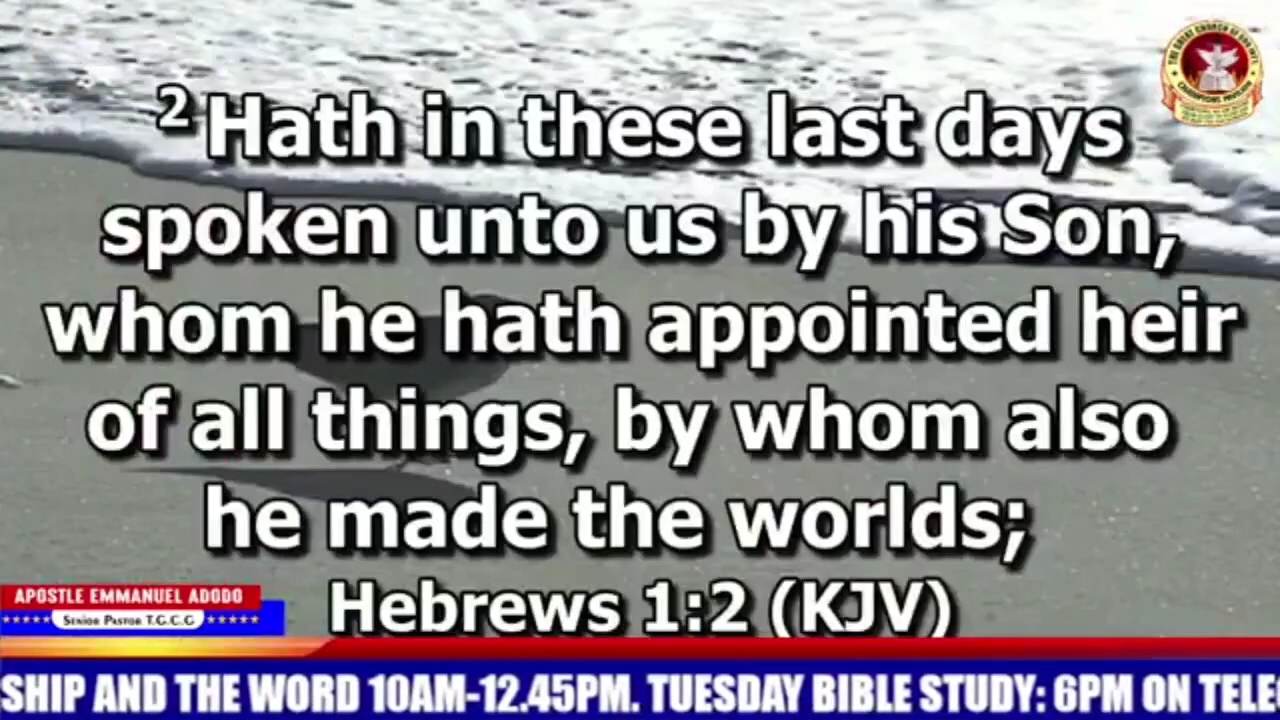 2 Hath in these last days
spoken unto us by his Son,
whom he hath appointed heir
of all things, by whom also
he made the worlds;
Hebrews 1:2 (KJV)
APOSTLE EMMANUEL ADODO
SENIOR PASTOR T.G.C.G
SHIP AND THE WORD 10AM-12.45PM. TUESDAY BIBLE STUDY: 6PM ON TELE